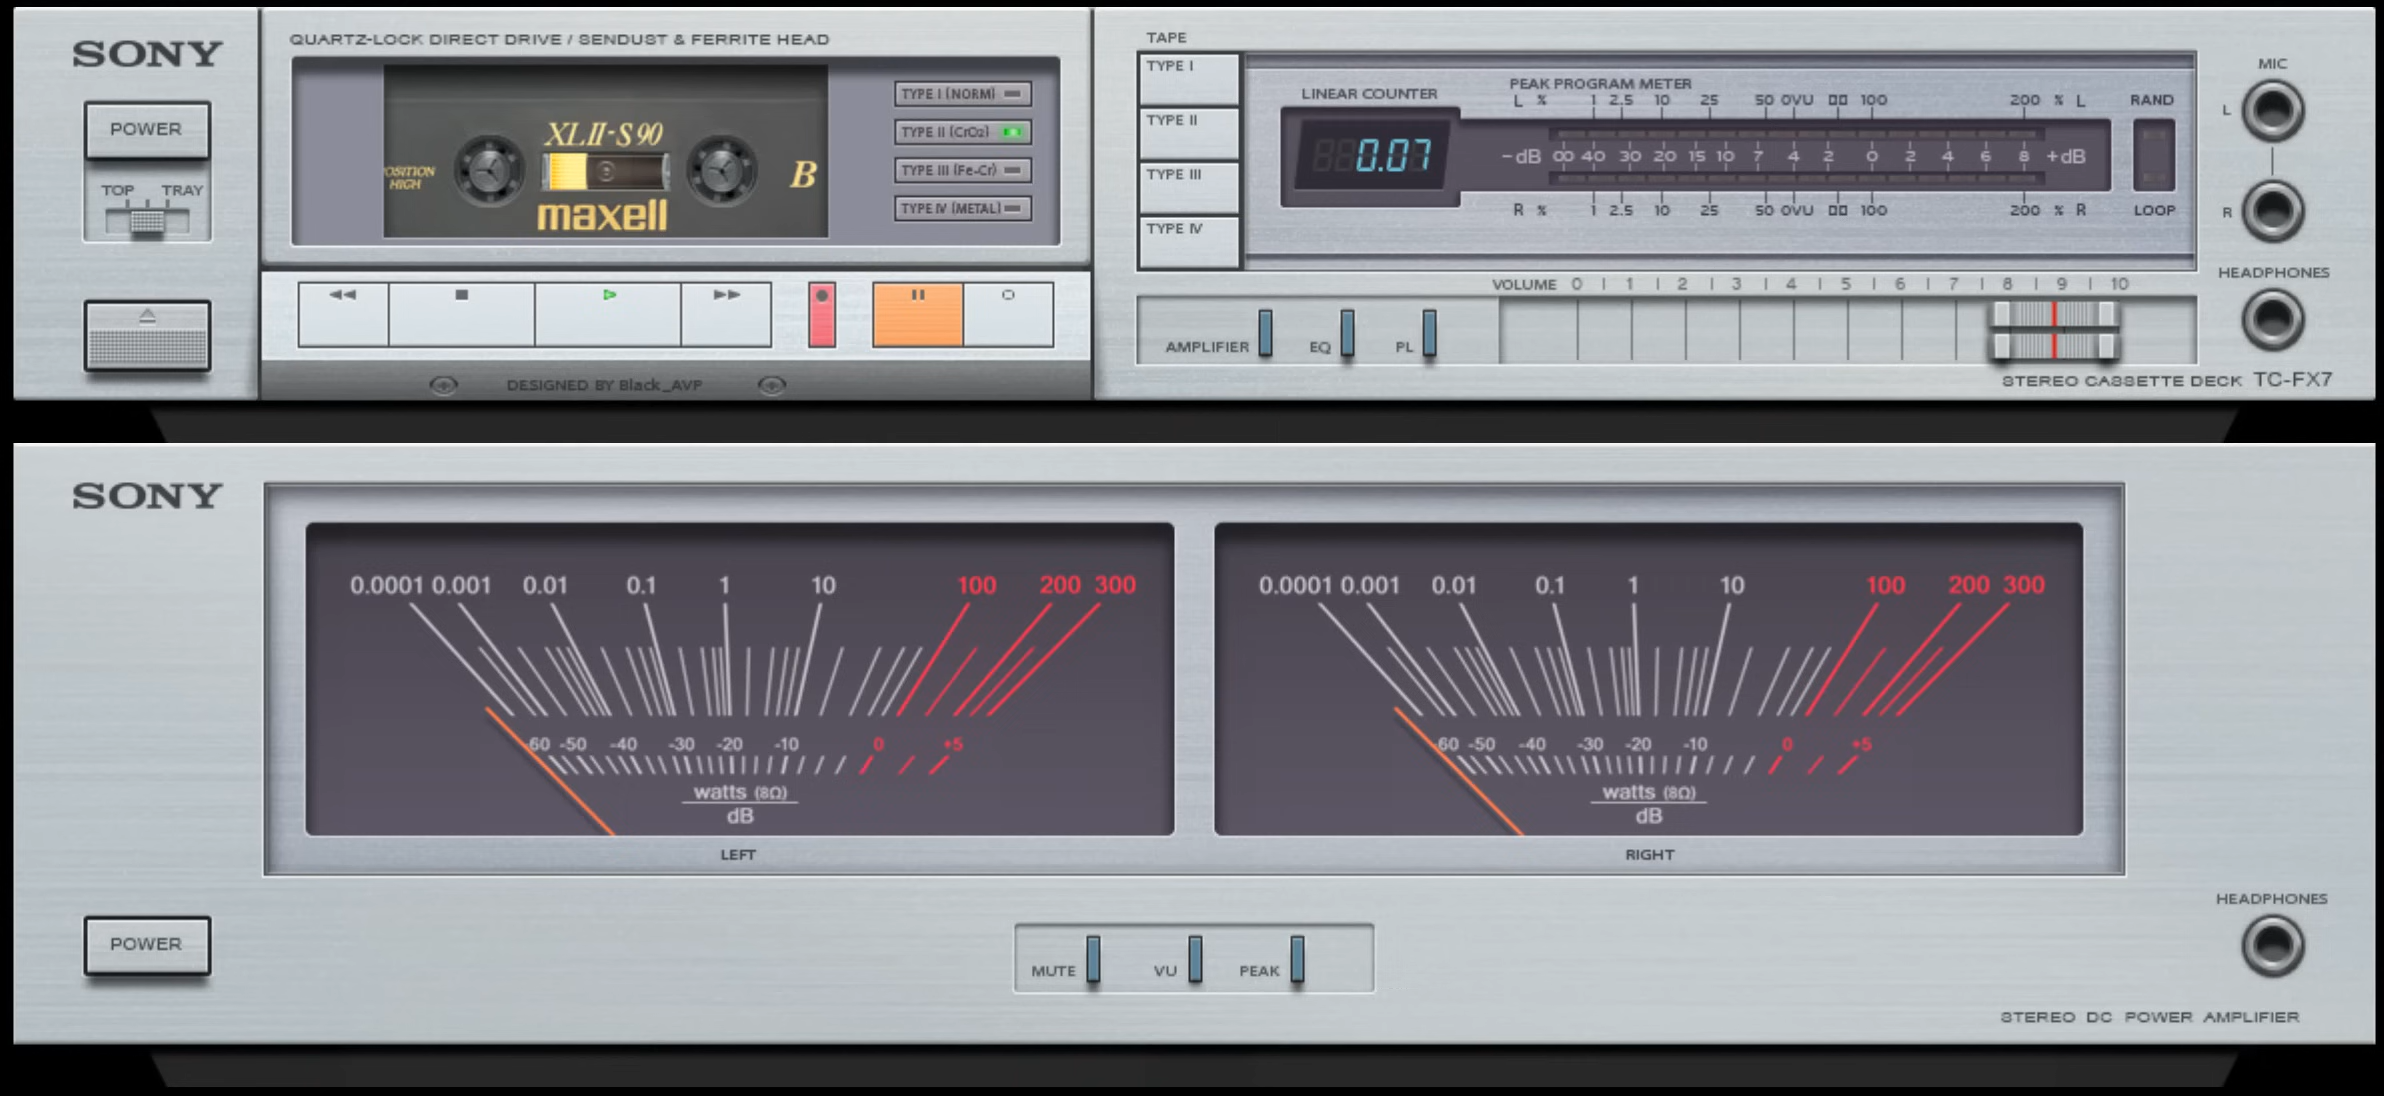 SONY
POWER
TOP TRAY
QUARTZ-LOCK DIRECT DRIVE / SENDUST & FERRITE HEAD
XLII-S 90
OSITION
HIGH
B
maxell
TYPE I (NORM)
TYPE II (CrO2)
TYPE III (Fe-Cr)
TYPE IV (METAL)
DESIGNED BY Black_AVP
TAPE
TYPE I
TYPE II
TYPE III
TYPE IV
LINEAR COUNTER
0.07
PEAK PROGRAM METER
L % 1 2.5 10 25 50 0VU 100 200 % L
-dB ∞ 40 30 20 15 10 7 4 2 0 2 4 6 8 +dB
R % 1 2.5 10 25 50 0VU 100 200 % R
RAND
LOOP
MIC
L
R
HEADPHONES
VOLUME 0 1 2 3 4 5 6 7 8 9 10
AMPLIFIER EQ PL
STEREO CASSETTE DECK TC-FX7
SONY
0.0001 0.001 0.01 0.1 1 10 100 200 300
-60 -50 -40 -30 -20 -10 0 +5
watts (8Ω)
dB
LEFT
0.0001 0.001 0.01 0.1 1 10 100 200 300
-60 -50 -40 -30 -20 -10 0 +5
watts (8Ω)
dB
RIGHT
POWER
MUTE VU PEAK
HEADPHONES
STEREO DC POWER AMPLIFIER